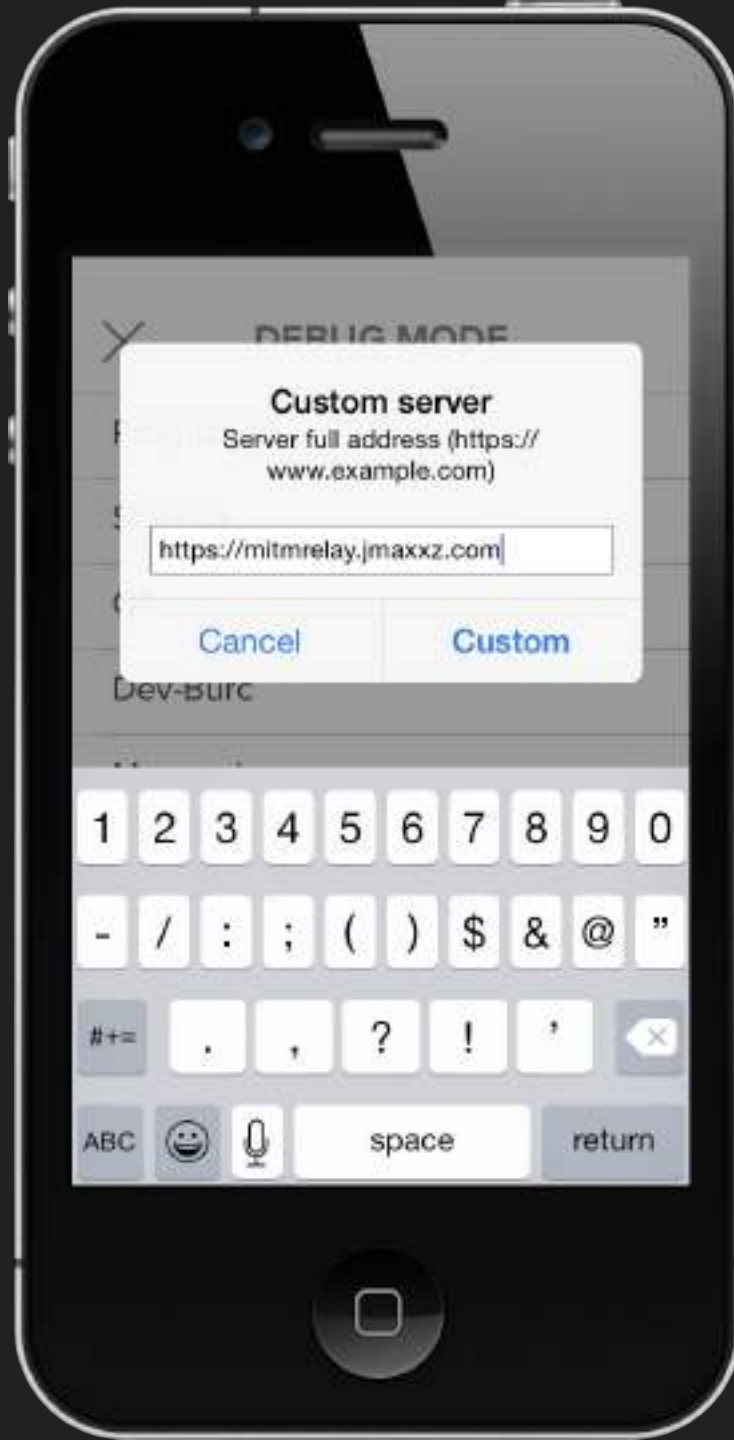 DEBUG MODE
Custom server
Server full address (https://
www.example.com)
https://mitmrelay.jmaxxz.com
Cancel
Custom
Dev-Burc
1 2 3 4 5 6 7 8 9 0
- / : ; ( ) $ & @ "
#+= . , ? ! '
ABC space return